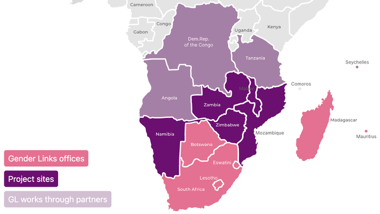 Cameroon
Congo
Gabon
Uganda
Kenya
Dem.Rep.
of the Congo
Tanzania
Seychelles
Comoros
Angola
Zambia
Zimbabwe
Mozambique
Madagascar
Mauritius
Namibia
Botswana
Eswatini
Lesotho
South Africa
Gender Links offices
Project sites
GL works through partners